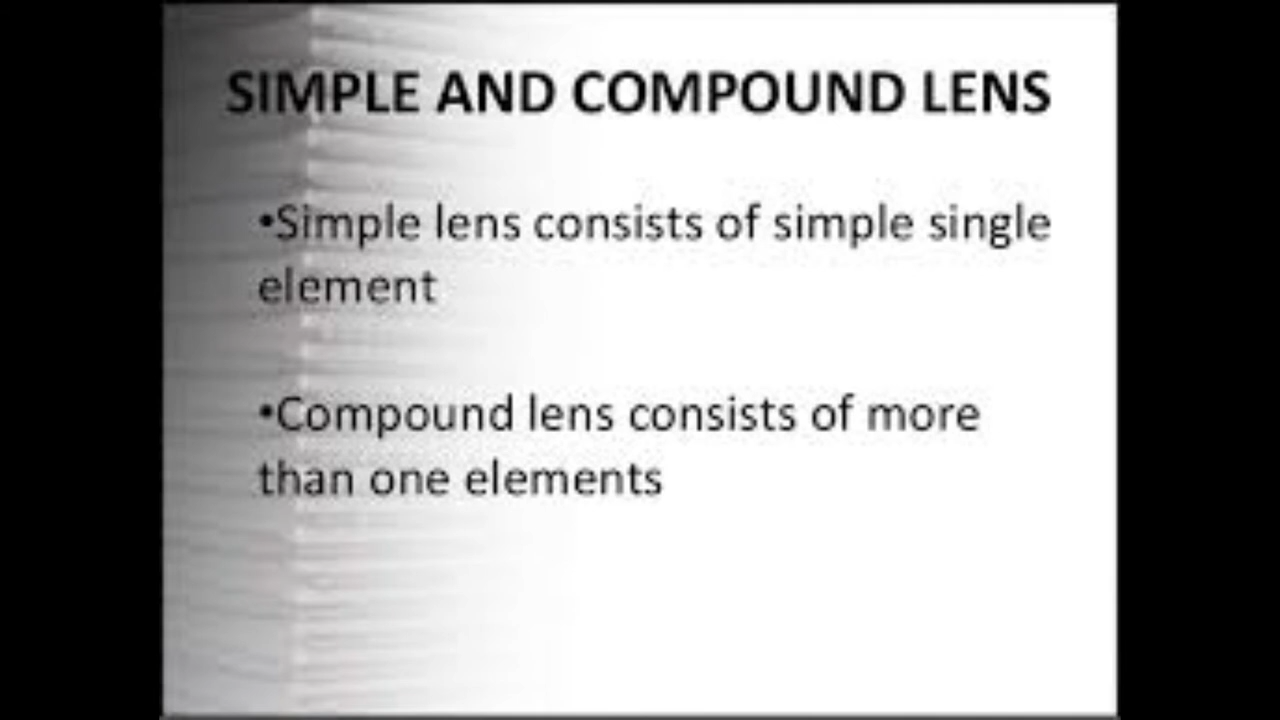 SIMPLE AND COMPOUND LENS
•Simple lens consists of simple single
element
•Compound lens consists of more
than one elements